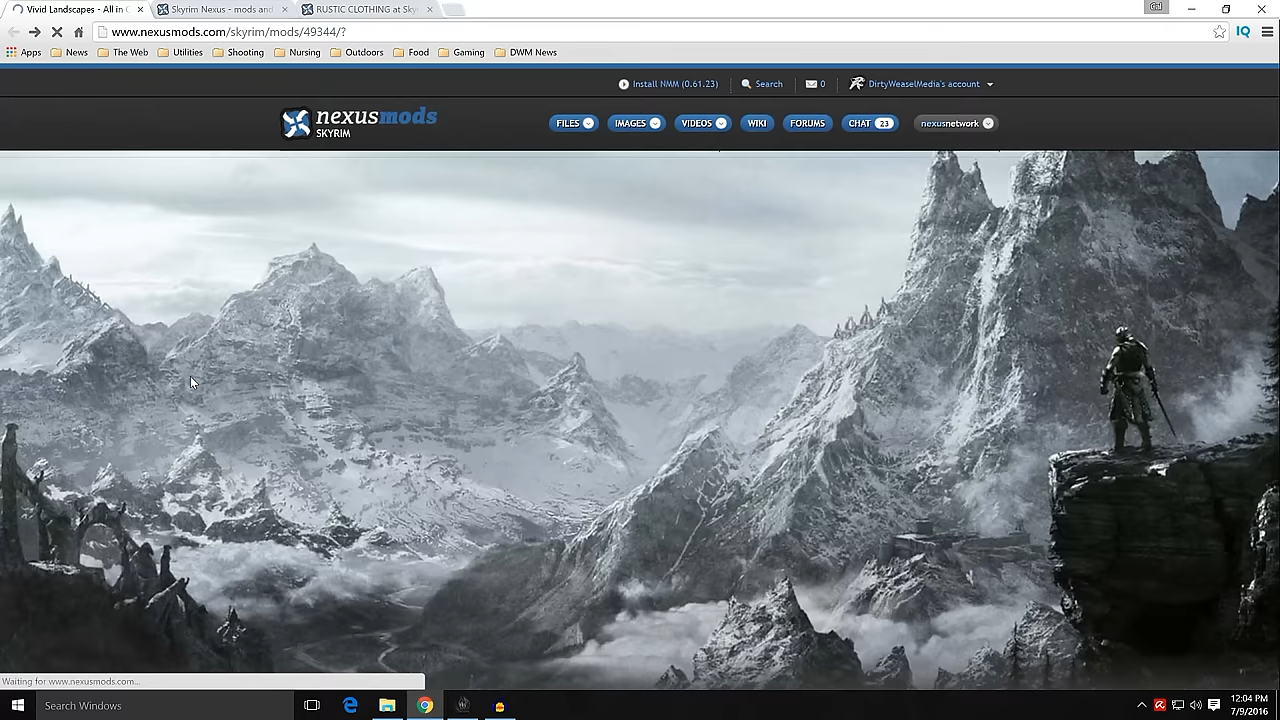 Vivid Landscapes - All in C
Skyrim Nexus - mods and
RUSTIC CLOTHING at Sky
www.nexusmods.com/skyrim/mods/49344/?
IQ
Apps
News
The Web
Utilities
Shooting
Nursing
Outdoors
Food
Gaming
DWM News
Install NMM (0.61.23)
Search
0
DirtyWeaselMedia's account
nexusmods
SKYRIM
FILES
IMAGES
VIDEOS
WIKI
FORUMS
CHAT 23
nexusnetwork
Waiting for www.nexusmods.com...
Search Windows
12:04 PM
7/9/2016